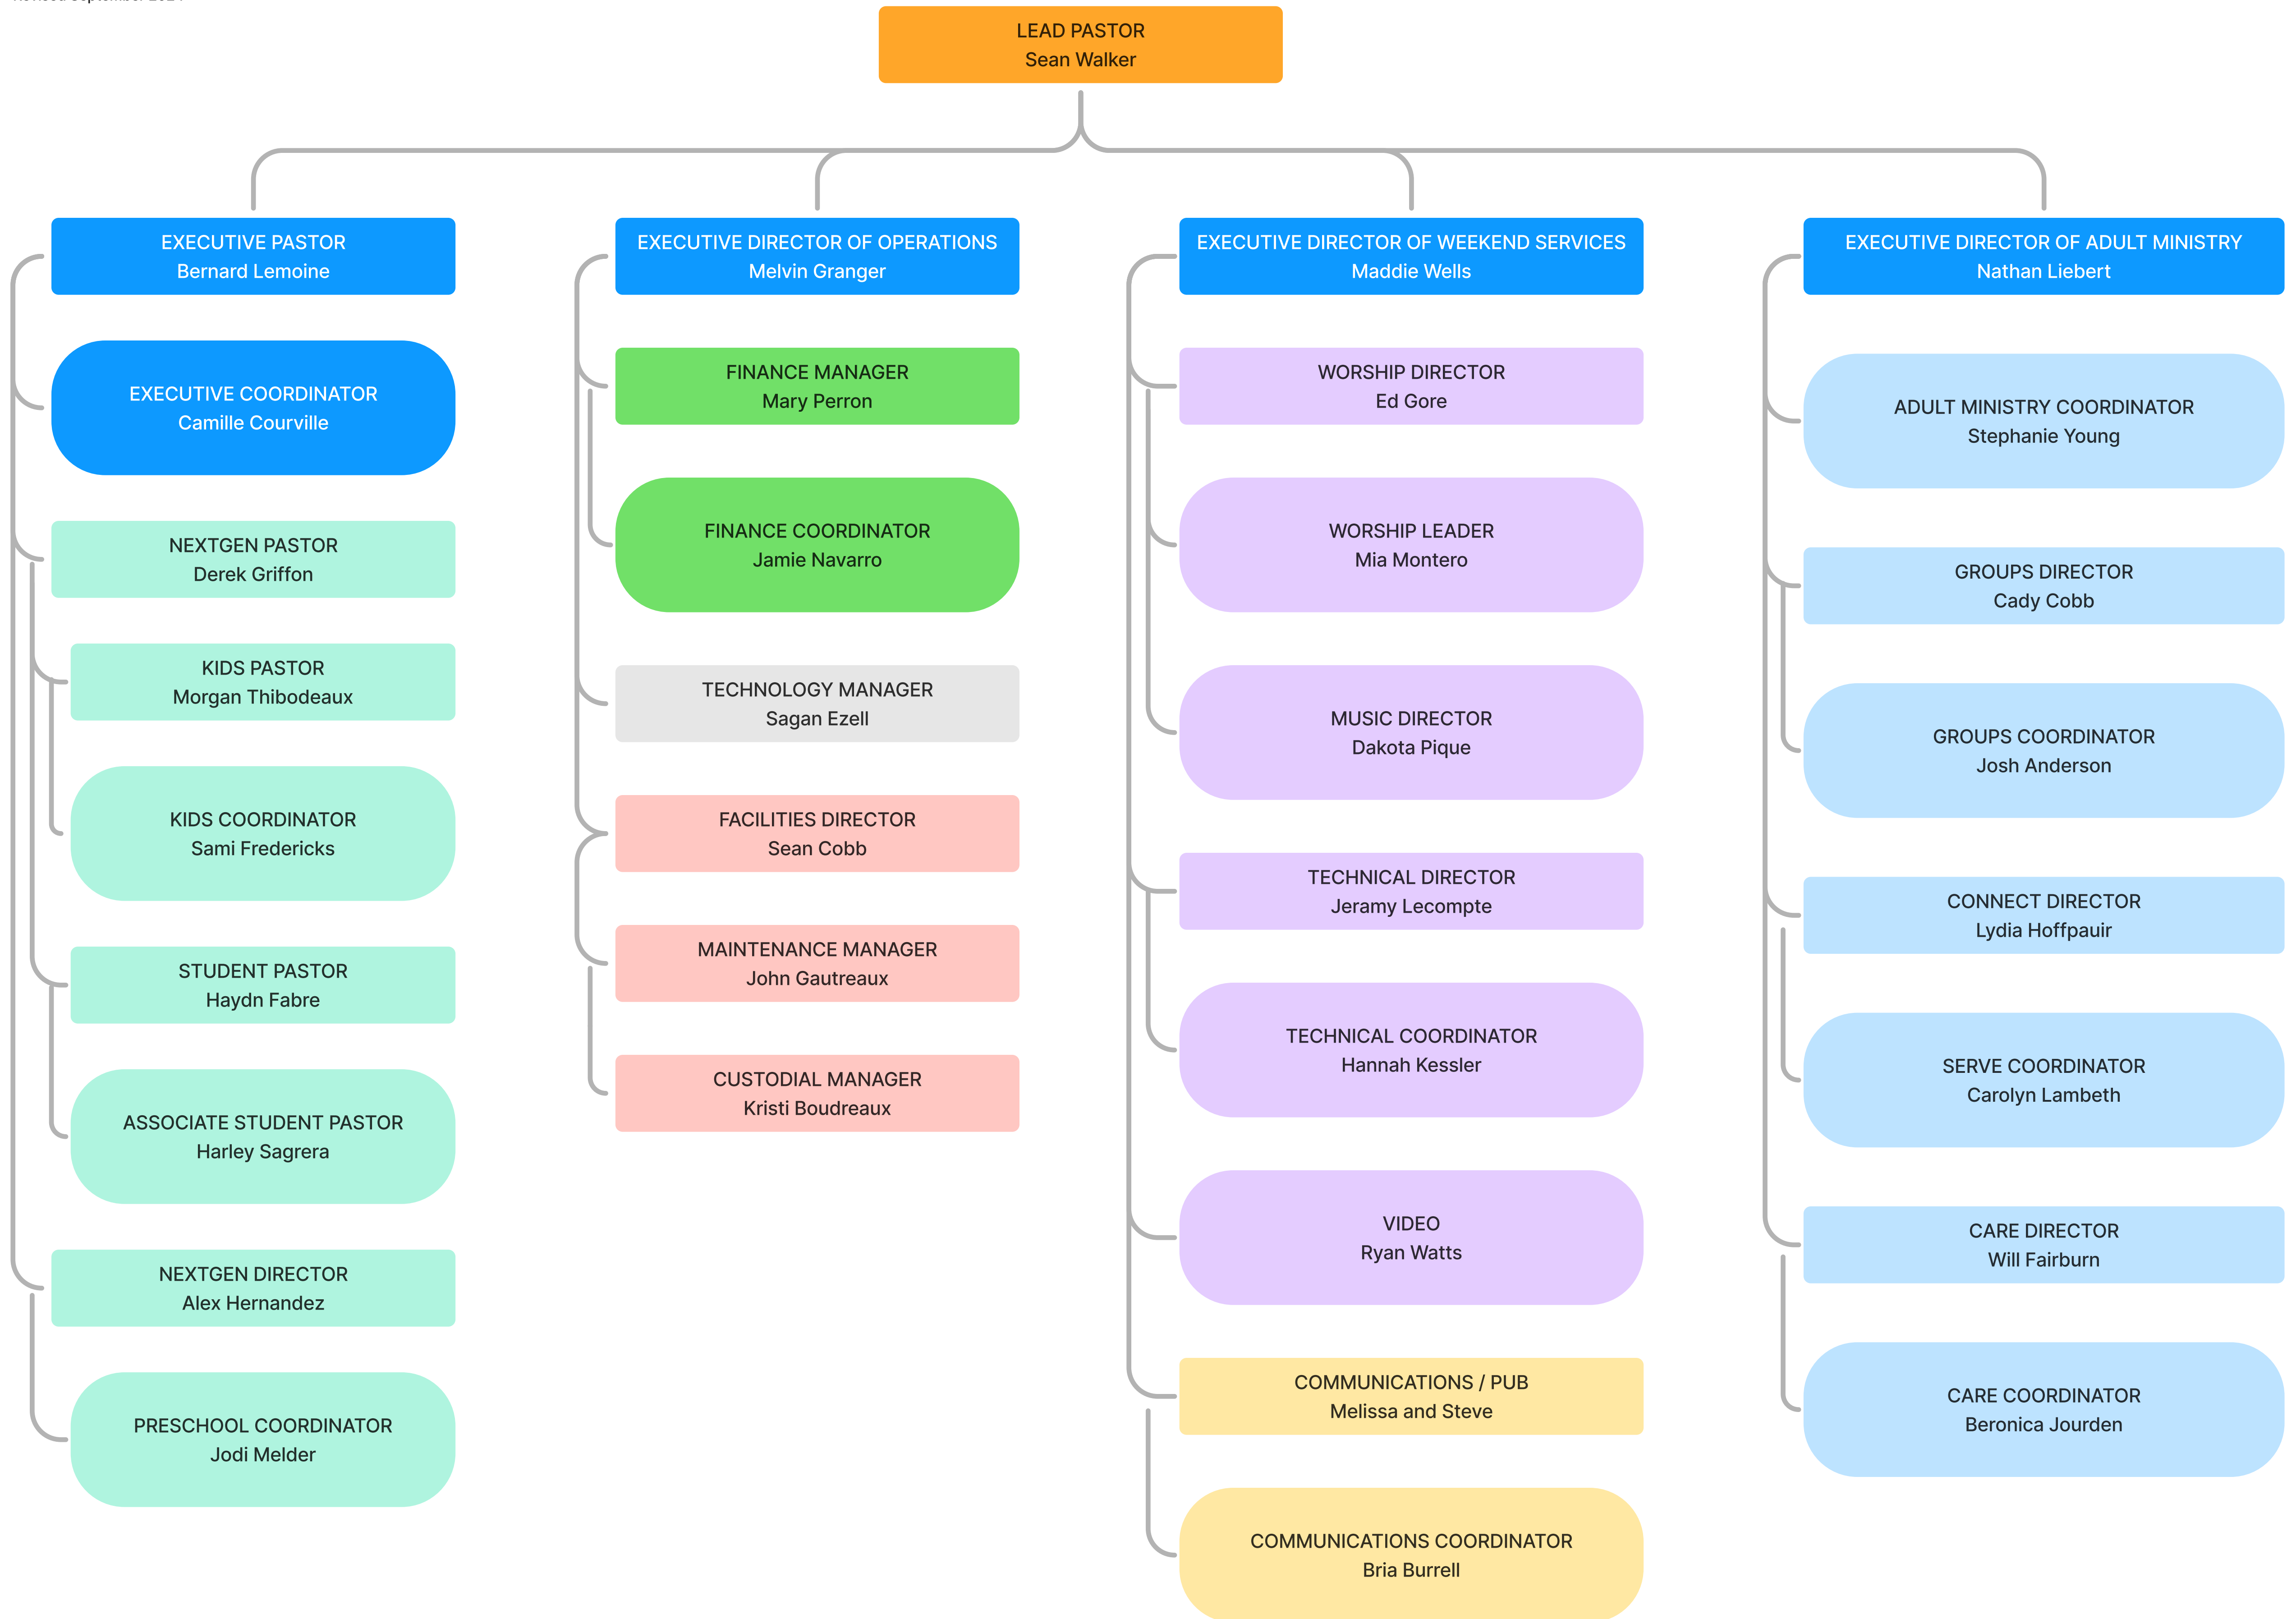 LEAD PASTOR
Sean Walker
EXECUTIVE PASTOR
Bernard Lemoine
EXECUTIVE COORDINATOR
Camille Courville
NEXTGEN PASTOR
Derek Griffon
KIDS PASTOR
Morgan Thibodeaux
KIDS COORDINATOR
Sami Fredericks
STUDENT PASTOR
Haydn Fabre
ASSOCIATE STUDENT PASTOR
Harley Sagrera
NEXTGEN DIRECTOR
Alex Hernandez
PRESCHOOL COORDINATOR
Jodi Melder
EXECUTIVE DIRECTOR OF OPERATIONS
Melvin Granger
FINANCE MANAGER
Mary Perron
FINANCE COORDINATOR
Jamie Navarro
TECHNOLOGY MANAGER
Sagan Ezell
FACILITIES DIRECTOR
Sean Cobb
MAINTENANCE MANAGER
John Gautreaux
CUSTODIAL MANAGER
Kristi Boudreaux
EXECUTIVE DIRECTOR OF WEEKEND SERVICES
Maddie Wells
WORSHIP DIRECTOR
Ed Gore
WORSHIP LEADER
Mia Montero
MUSIC DIRECTOR
Dakota Pique
TECHNICAL DIRECTOR
Jeramy Lecompte
TECHNICAL COORDINATOR
Hannah Kessler
VIDEO
Ryan Watts
COMMUNICATIONS / PUB
Melissa and Steve
COMMUNICATIONS COORDINATOR
Bria Burrell
EXECUTIVE DIRECTOR OF ADULT MINISTRY
Nathan Liebert
ADULT MINISTRY COORDINATOR
Stephanie Young
GROUPS DIRECTOR
Cady Cobb
GROUPS COORDINATOR
Josh Anderson
CONNECT DIRECTOR
Lydia Hoffpauir
SERVE COORDINATOR
Carolyn Lambeth
CARE DIRECTOR
Will Fairburn
CARE COORDINATOR
Beronica Jourden